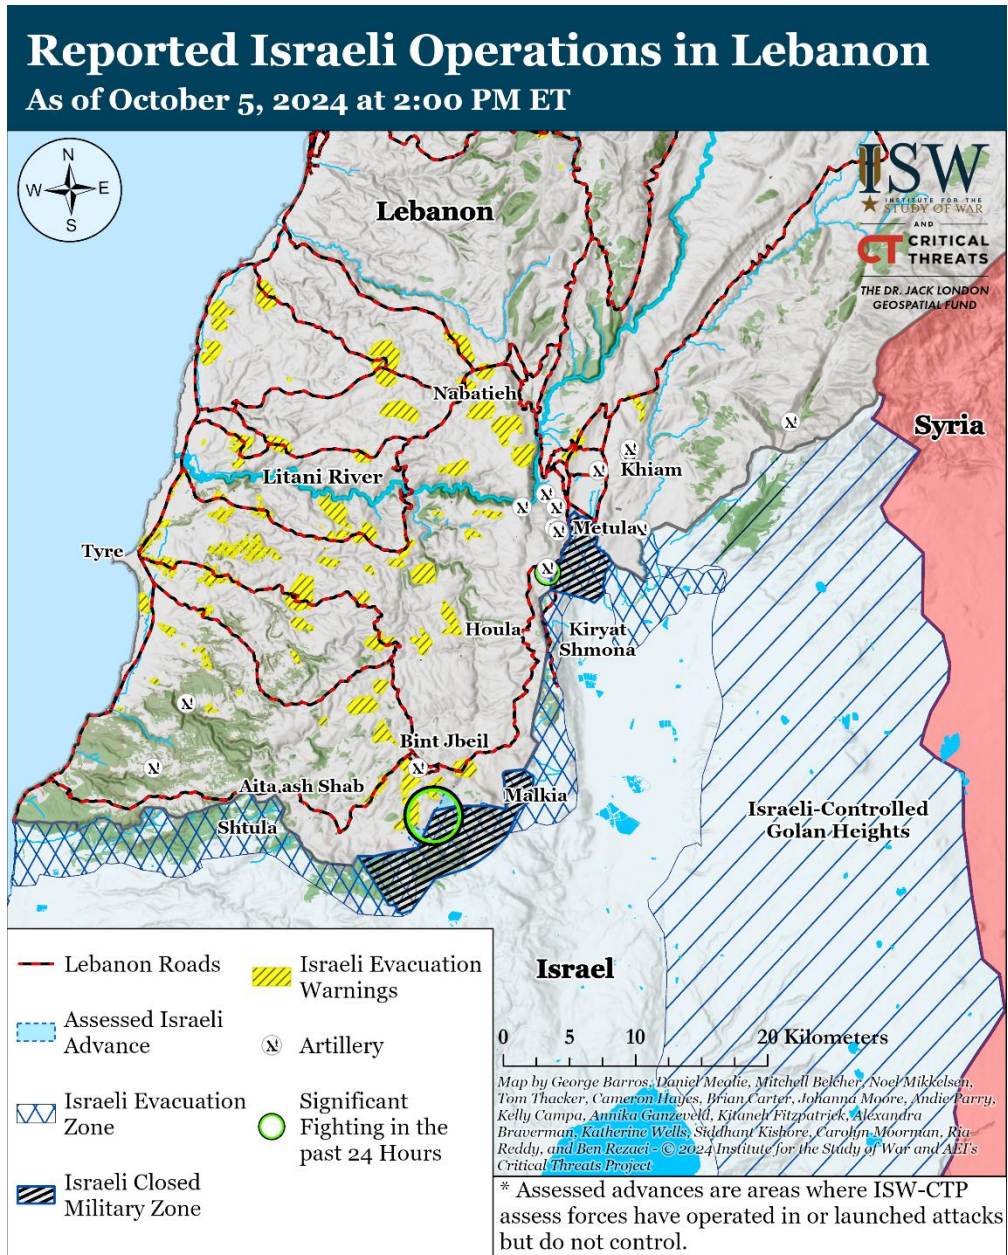 Reported Israeli Operations in Lebanon
As of October 5, 2024 at 2:00 PM ET
N
W
E
S
ISW
INSTITUTE FOR THE
STUDY OF WAR
AND
CT CRITICAL
THREATS
THE DR. JACK LONDON
GEOSPATIAL FUND
Lebanon
Nabatieh
Syria
Litani River
Khiam
Metula
Tyre
Houla
Kiryat
Shmona
Bint Jbeil
Aita ash Shab
Malkia
Shtula
Israeli-Controlled
Golan Heights
Israel
Lebanon Roads
Assessed Israeli
Advance
Israeli Evacuation
Zone
Israeli Closed
Military Zone
Israeli Evacuation
Warnings
Artillery
Significant
Fighting in the
past 24 Hours
0 5 10 20 Kilometers
Map by George Barros, Daniel Mealie, Mitchell Belcher, Noel Mikkelsen,
Tom Thacker, Cameron Hayes, Brian Carter, Johanna Moore, Andie Parry,
Kelly Campa, Annika Ganzeveld, Kitaneh Fitzpatrick, Alexandra
Braverman, Katherine Wells, Siddhant Kishore, Carolyn Moorman, Ria
Reddy, and Ben Rezaei - © 2024 Institute for the Study of War and AEI's
Critical Threats Project
* Assessed advances are areas where ISW-CTP
assess forces have operated in or launched attacks
but do not control.